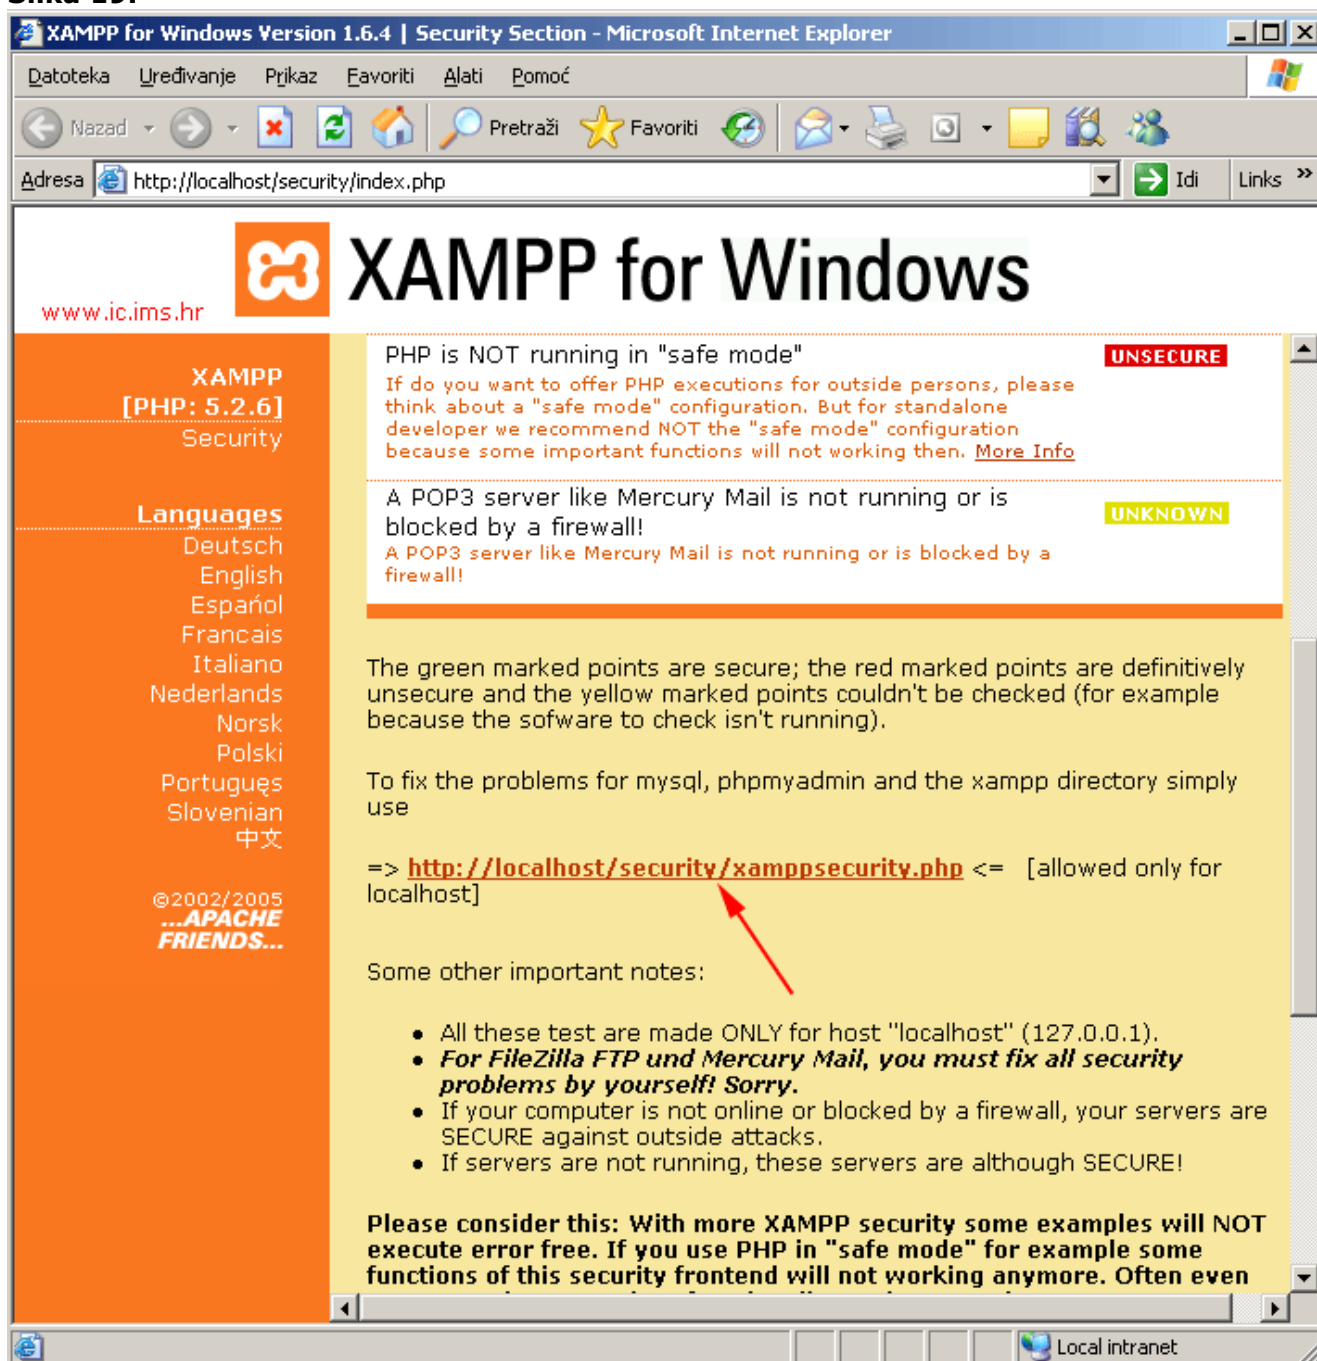 XAMPP for Windows Version 1.6.4 | Security Section - Microsoft Internet Explorer
Datoteka Uređivanje Prikaz Favoriti Alati Pomoć
Nazad Pretraži Favoriti
Adresa http://localhost/security/index.php Idi Links »
XAMPP for Windows
www.ic.ims.hr
XAMPP
[PHP: 5.2.6]
Security
Languages
Deutsch
English
Espańol
Francais
Italiano
Nederlands
Norsk
Polski
Portuguęs
Slovenian
中文
©2002/2005
...APACHE
FRIENDS...
PHP is NOT running in "safe mode" UNSECURE
If do you want to offer PHP executions for outside persons, please
think about a "safe mode" configuration. But for standalone
developer we recommend NOT the "safe mode" configuration
because some important functions will not working then. More Info
A POP3 server like Mercury Mail is not running or is
blocked by a firewall! UNKNOWN
A POP3 server like Mercury Mail is not running or is blocked by a
firewall!
The green marked points are secure; the red marked points are definitively
unsecure and the yellow marked points couldn't be checked (for example
because the sofware to check isn't running).
To fix the problems for mysql, phpmyadmin and the xampp directory simply
use
=> http://localhost/security/xamppsecurity.php <= [allowed only for
localhost]
Some other important notes:
• All these test are made ONLY for host "localhost" (127.0.0.1).
• For FileZilla FTP und Mercury Mail, you must fix all security
problems by yourself! Sorry.
• If your computer is not online or blocked by a firewall, your servers are
SECURE against outside attacks.
• If servers are not running, these servers are although SECURE!
Please consider this: With more XAMPP security some examples will NOT
execute error free. If you use PHP in "safe mode" for example some
functions of this security frontend will not working anymore. Often even
Local intranet